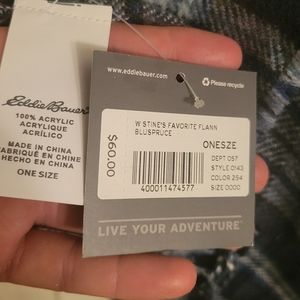 Eddie Bauer
100% ACRYLIC
ACRYLIQUE
ACRÍLICO
MADE IN CHINA
FABRIQUÉ EN CHINE
HECHO EN CHINA
ONE SIZE
www.eddiebauer.com
Please recycle
W STINE'S FAVORITE FLANN
BLUSPRUCE
$60.00
ONESZE
DEPT 057
STYLE 0143
COLOR 254
SIZE 0000
400011474577
LIVE YOUR ADVENTURE